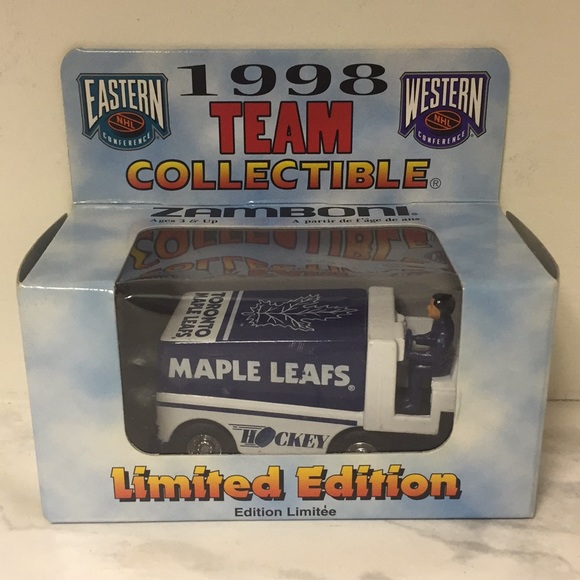 1998
EASTERN
NHL
CONFERENCE
TEAM
WESTERN
NHL
CONFERENCE
COLLECTIBLE®
ZAMBONI®
Ages 3 & Up
A partir de l'âge de ans
COLLECTIBLE
TORONTO
MAPLE LEAFS
MAPLE LEAFS®
HOCKEY
Limited Edition
Edition Limitée